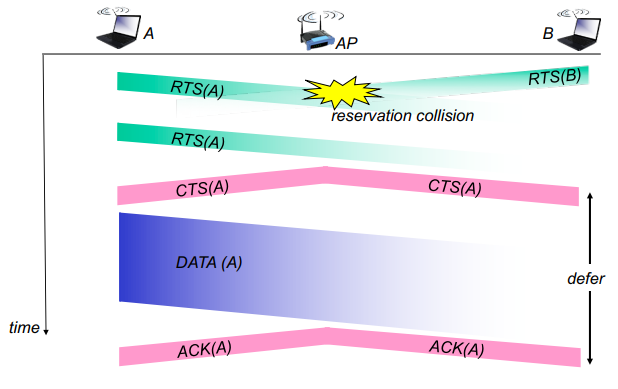 A
AP
B
RTS(A)
RTS(B)
reservation collision
RTS(A)
CTS(A)
CTS(A)
DATA (A)
defer
time
ACK(A)
ACK(A)